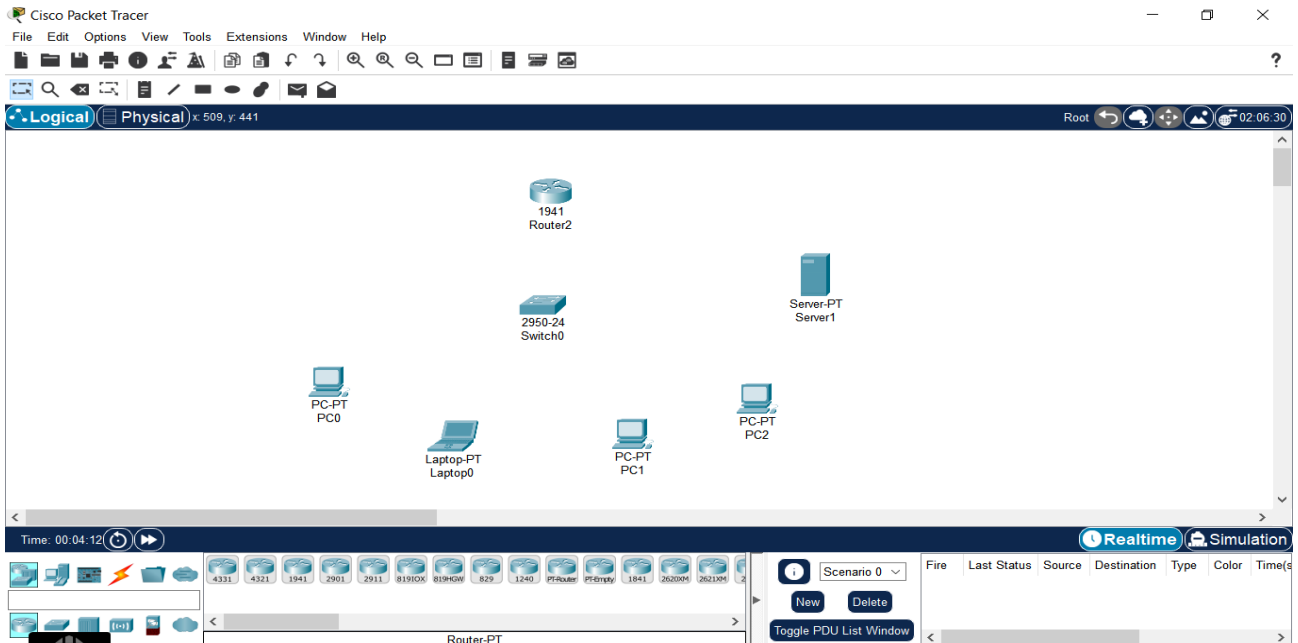 Cisco Packet Tracer
File Edit Options View Tools Extensions Window Help
?
Logical Physical x: 509, y: 441 Root 02:06:30
1941
Router2
Server-PT
Server1
2950-24
Switch0
PC-PT
PC0
PC-PT
PC2
Laptop-PT
Laptop0
PC-PT
PC1
Time: 00:04:12 Realtime Simulation
4331 4321 1941 2901 2911 819IOX 819HGW 829 1240 PT-Router PT-Empty 1841 2620XM 2621XM 2
Scenario 0
Fire Last Status Source Destination Type Color Time(s
New Delete
Toggle PDU List Window
Router-PT